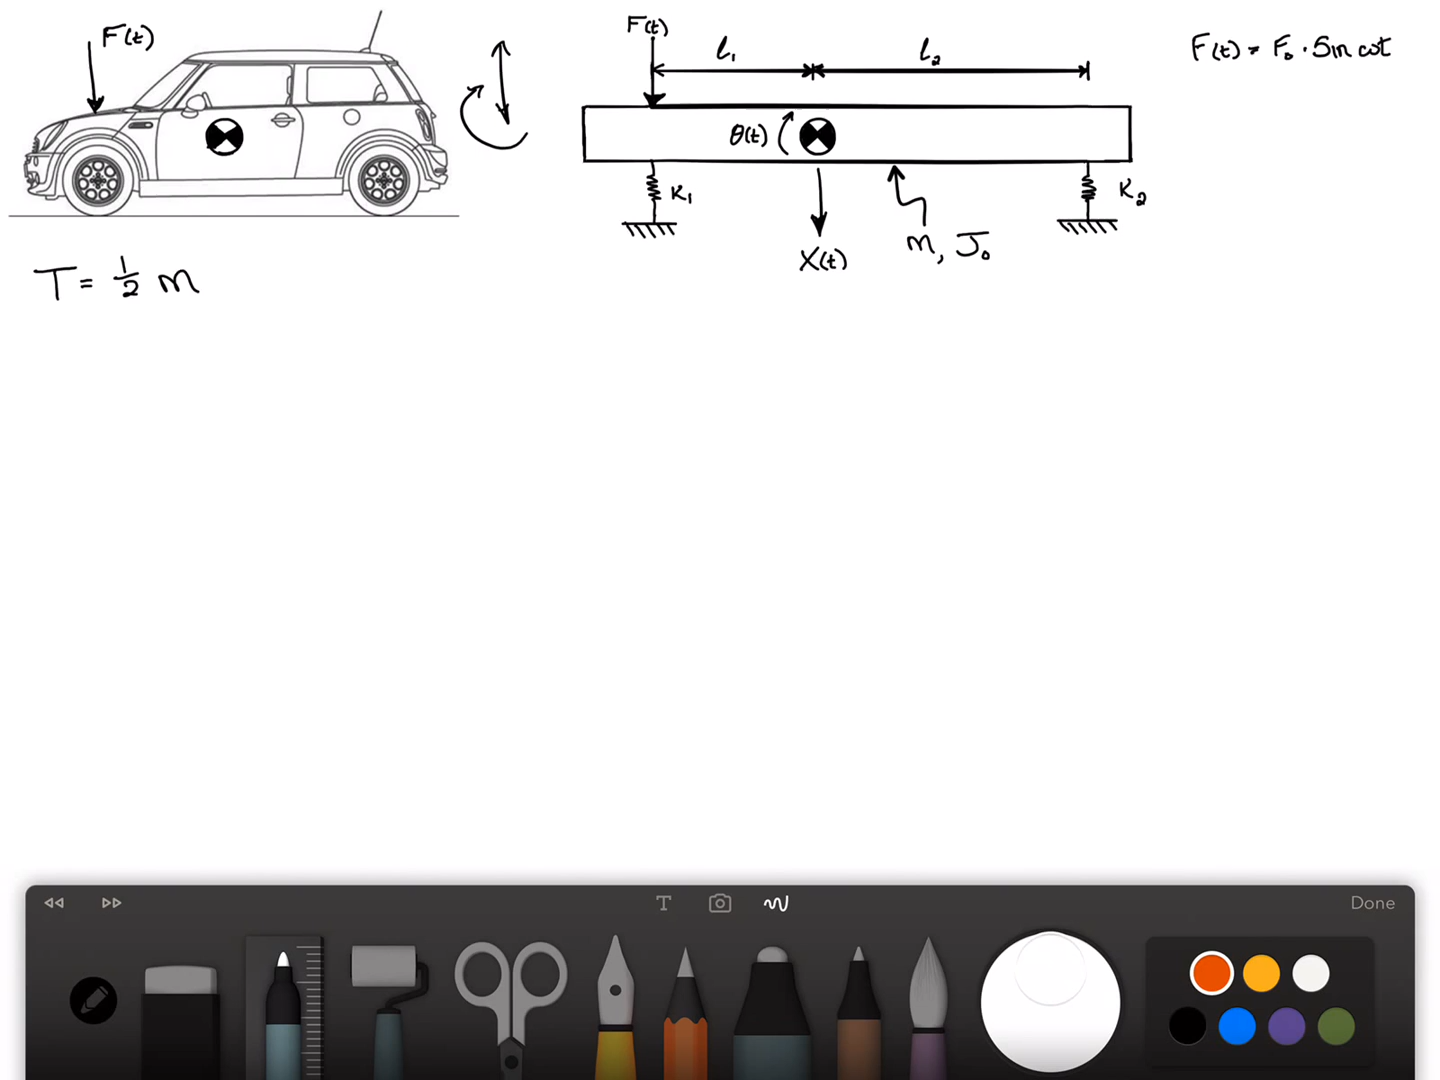 F(t)
F(t)
l₁ l₂
F(t) = F₀ · Sin ωt
θ(t)
K₁
K₂
X(t)
m, J₀
T = 1/2 m
T
Done